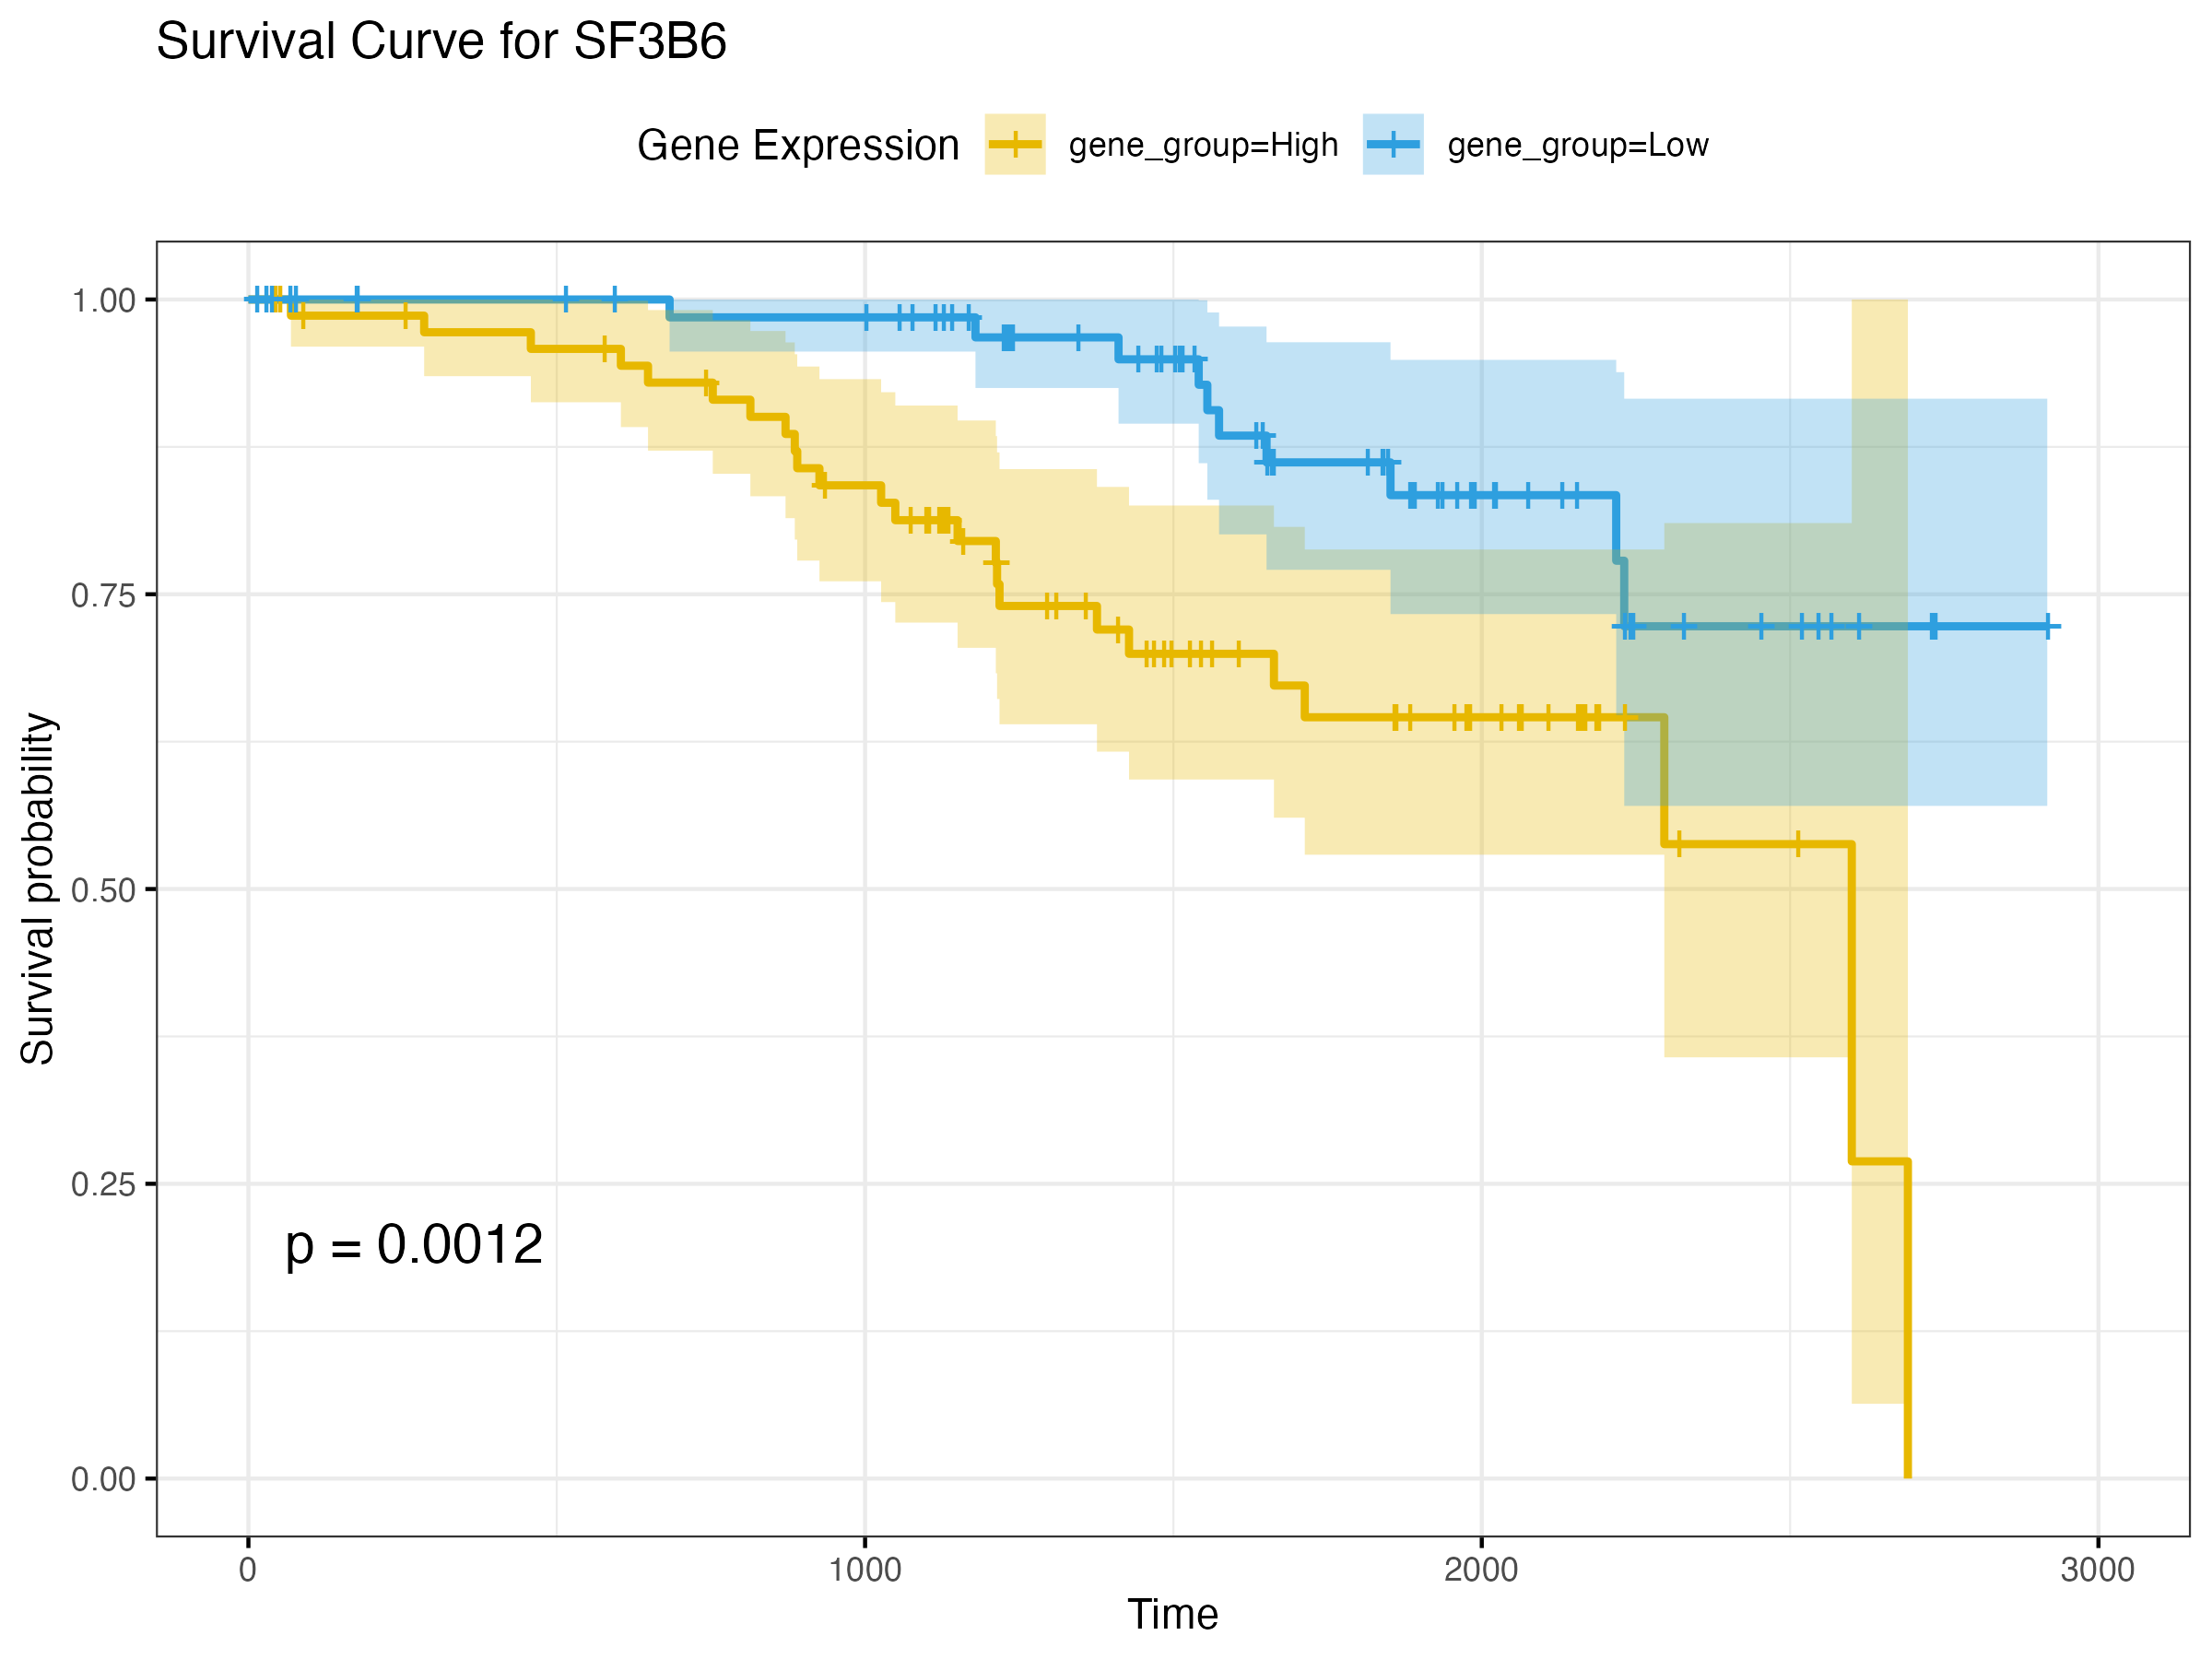 Survival Curve for SF3B6
Gene Expression gene_group=High gene_group=Low
1.00
0.75
0.50
0.25
0.00
Survival probability
p = 0.0012
0 1000 2000 3000
Time